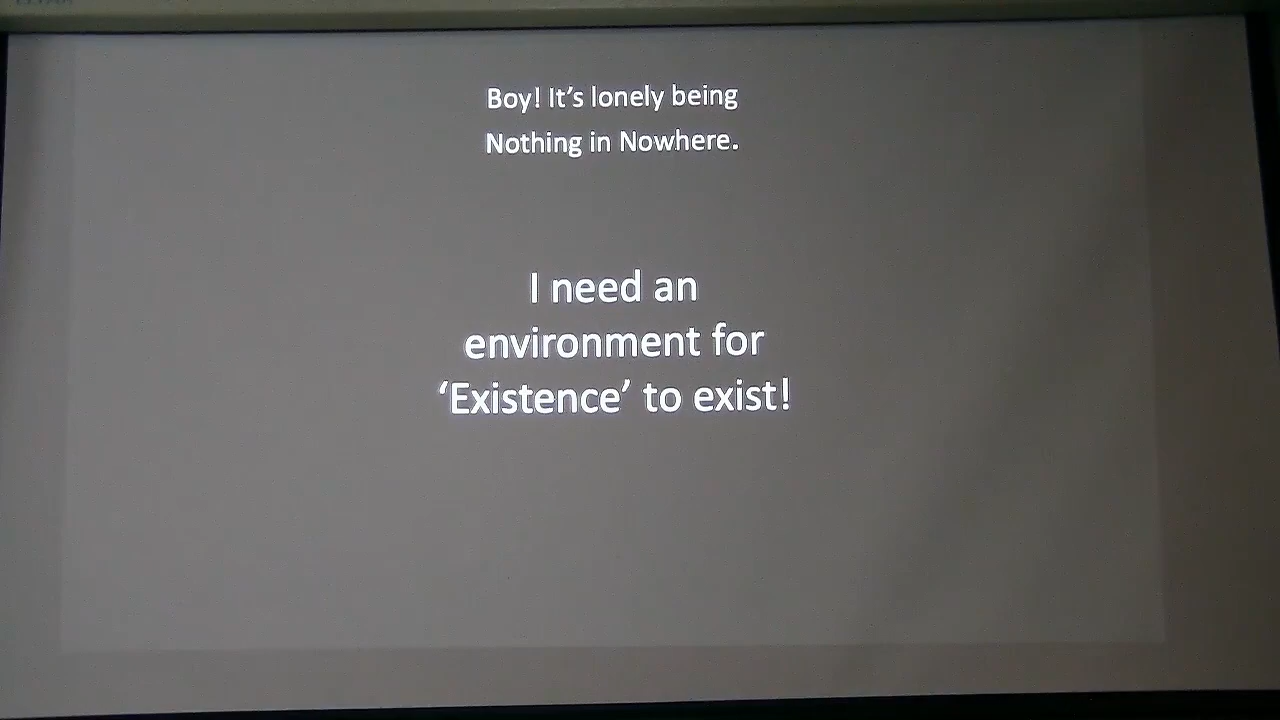 Boy! It’s lonely being
Nothing in Nowhere.
I need an
environment for
‘Existence’ to exist!